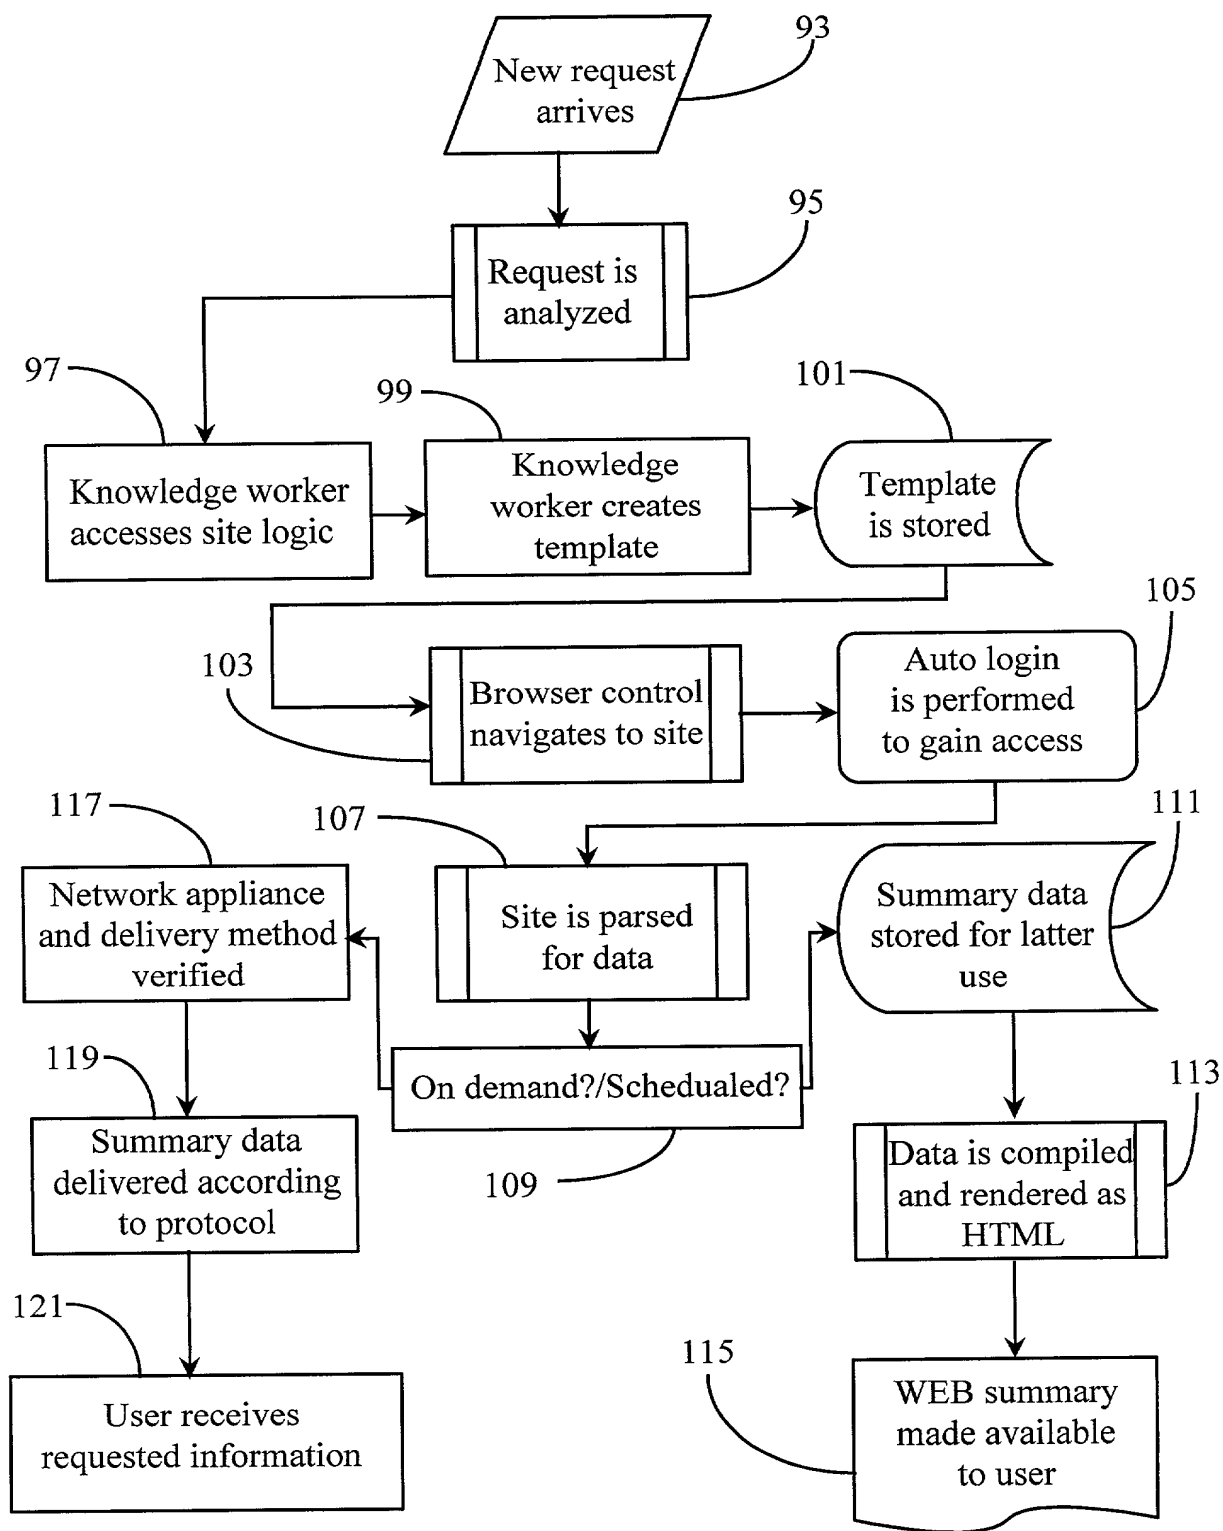 93
New request
arrives
95
Request is
analyzed
97
Knowledge worker
accesses site logic
99
Knowledge
worker creates
template
101
Template
is stored
103
Browser control
navigates to site
105
Auto login
is performed
to gain access
107
Site is parsed
for data
On demand?/Schedualed?
109
117
Network appliance
and delivery method
verified
119
Summary data
delivered according
to protocol
121
User receives
requested information
111
Summary data
stored for latter
use
113
Data is compiled
and rendered as
HTML
115
WEB summary
made available
to user